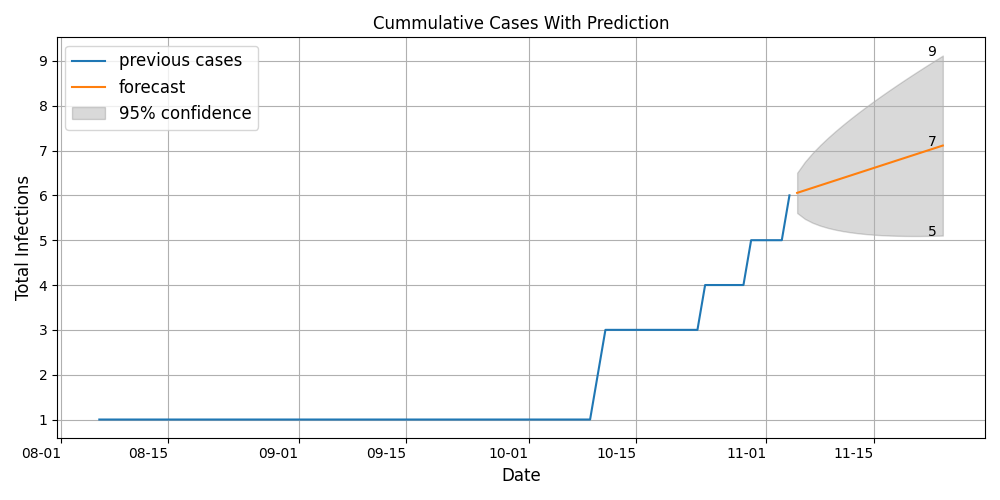 Cummulative Cases With Prediction
previous cases
forecast
95% confidence
9
7
5
Total Infections
9
8
7
6
5
4
3
2
1
08-01 08-15 09-01 09-15 10-01 10-15 11-01 11-15
Date